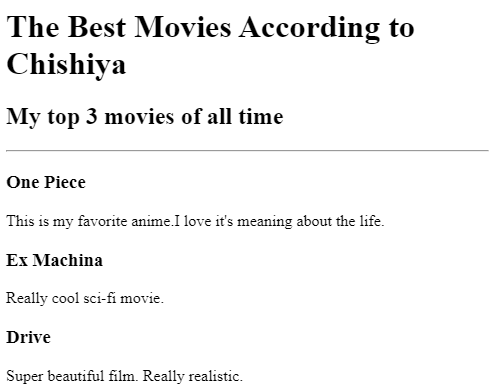 The Best Movies According to
Chishiya
My top 3 movies of all time
One Piece
This is my favorite anime.I love it's meaning about the life.
Ex Machina
Really cool sci-fi movie.
Drive
Super beautiful film. Really realistic.